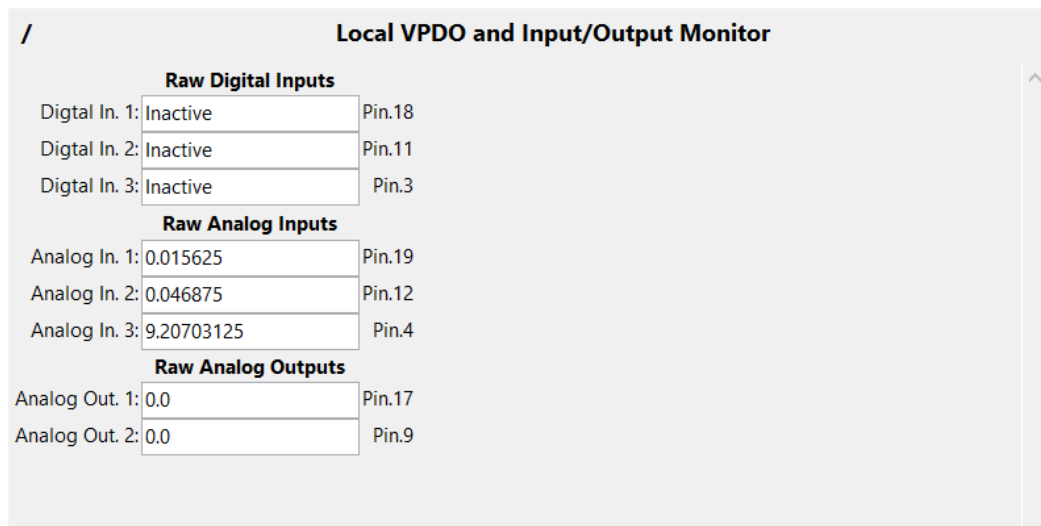 / Local VPDO and Input/Output Monitor
Raw Digital Inputs
Digtal In. 1: Inactive Pin.18
Digtal In. 2: Inactive Pin.11
Digtal In. 3: Inactive Pin.3
Raw Analog Inputs
Analog In. 1: 0.015625 Pin.19
Analog In. 2: 0.046875 Pin.12
Analog In. 3: 9.20703125 Pin.4
Raw Analog Outputs
Analog Out. 1: 0.0 Pin.17
Analog Out. 2: 0.0 Pin.9